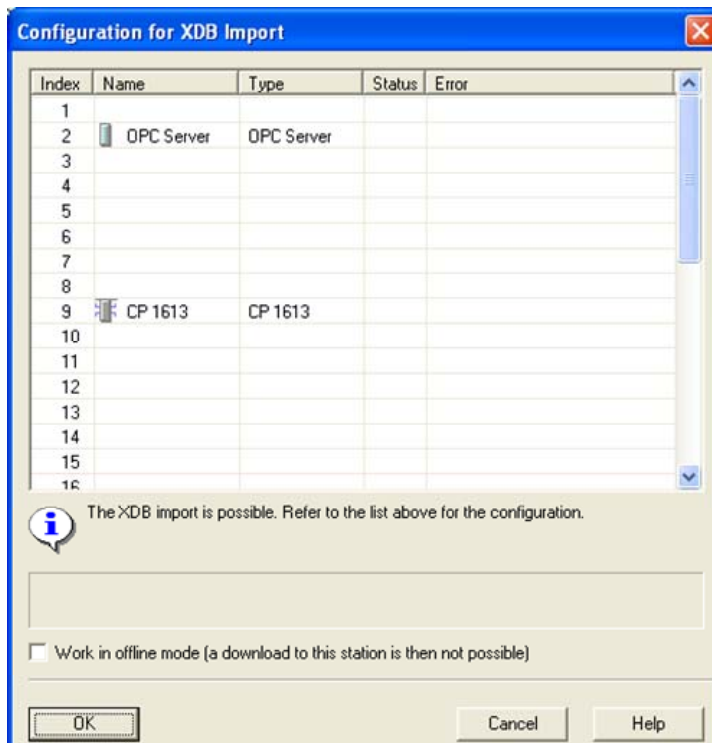 Configuration for XDB Import
Index Name Type Status Error
1
2 OPC Server OPC Server
3
4
5
6
7
8
9 CP 1613 CP 1613
10
11
12
13
14
15
16
The XDB import is possible. Refer to the list above for the configuration.
Work in offline mode (a download to this station is then not possible)
OK Cancel Help